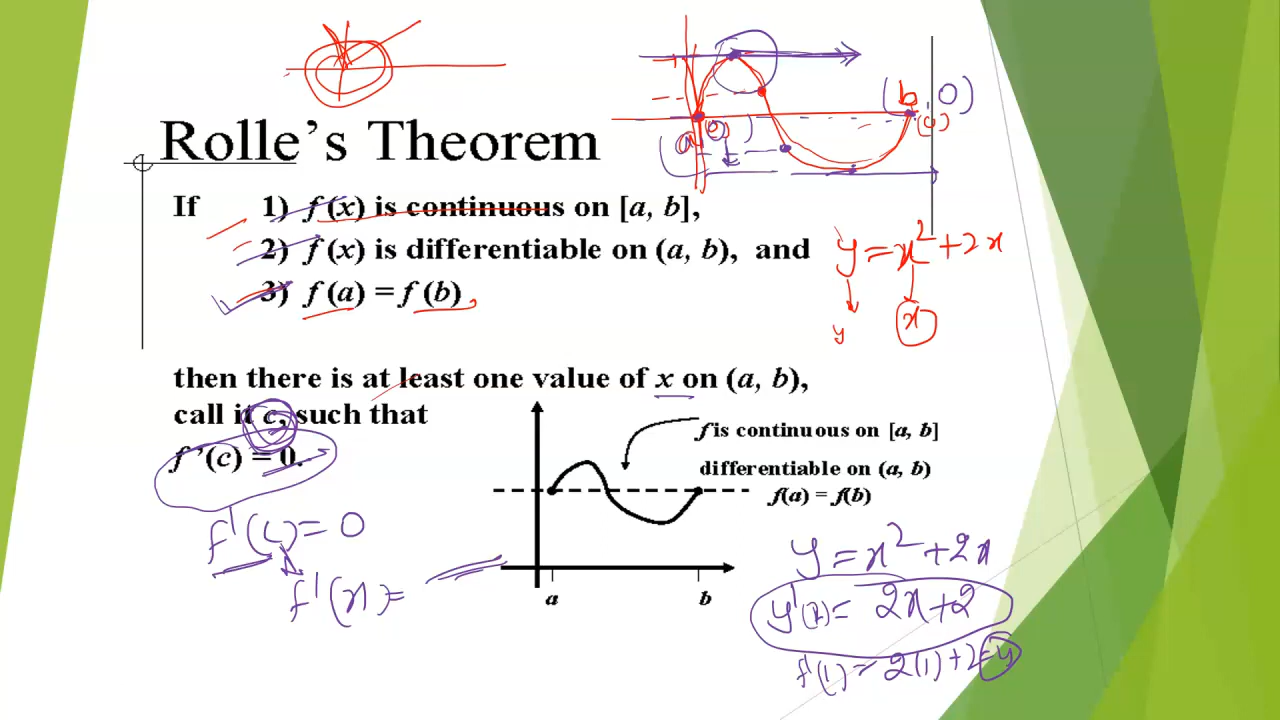 Rolle's Theorem
a (0)
b (0)
( , 0)
If 1) f (x) is continuous on [a, b],
2) f (x) is differentiable on (a, b), and
3) f (a) = f (b),
y = x² + 2x
y x
then there is at least one value of x on (a, b),
call it c, such that
f '(c) = 0.
f is continuous on [a, b]
differentiable on (a, b)
f(a) = f(b)
a b
f'(c) = 0
f'(x) =
y = x² + 2x
y'(x) = 2x+2
f'(1) = 2(1)+2=4